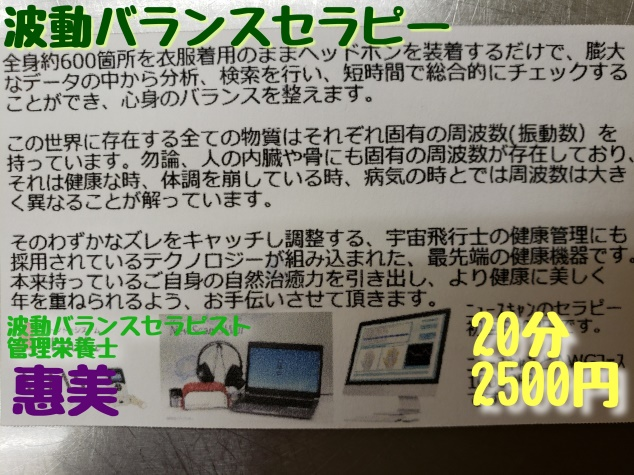 波動バランスセラピー
全身約600箇所を衣服着用のままヘッドホンを装着するだけで、膨大
なデータの中から分析、検索を行い、短時間で総合的にチェックする
ことができ、心身のバランスを整えます。
この世界に存在する全ての物質はそれぞれ固有の周波数(振動数）を
持っています。勿論、人の内臓や骨にも固有の周波数が存在しており、
それは健康な時、体調を崩している時、病気の時とでは周波数は大き
く異なることが解っています。
そのわずかなズレをキャッチし調整する、宇宙飛行士の健康管理にも
採用されているテクノロジーが組み込まれた、最先端の健康機器です。
本来持っているご自身の自然治癒力を引き出し、より健康に美しく
年を重ねられるよう、お手伝いさせて頂きます。
波動バランスセラピスト
管理栄養士
恵美
ニュースキャンのセラピー
です。
20分
2500円